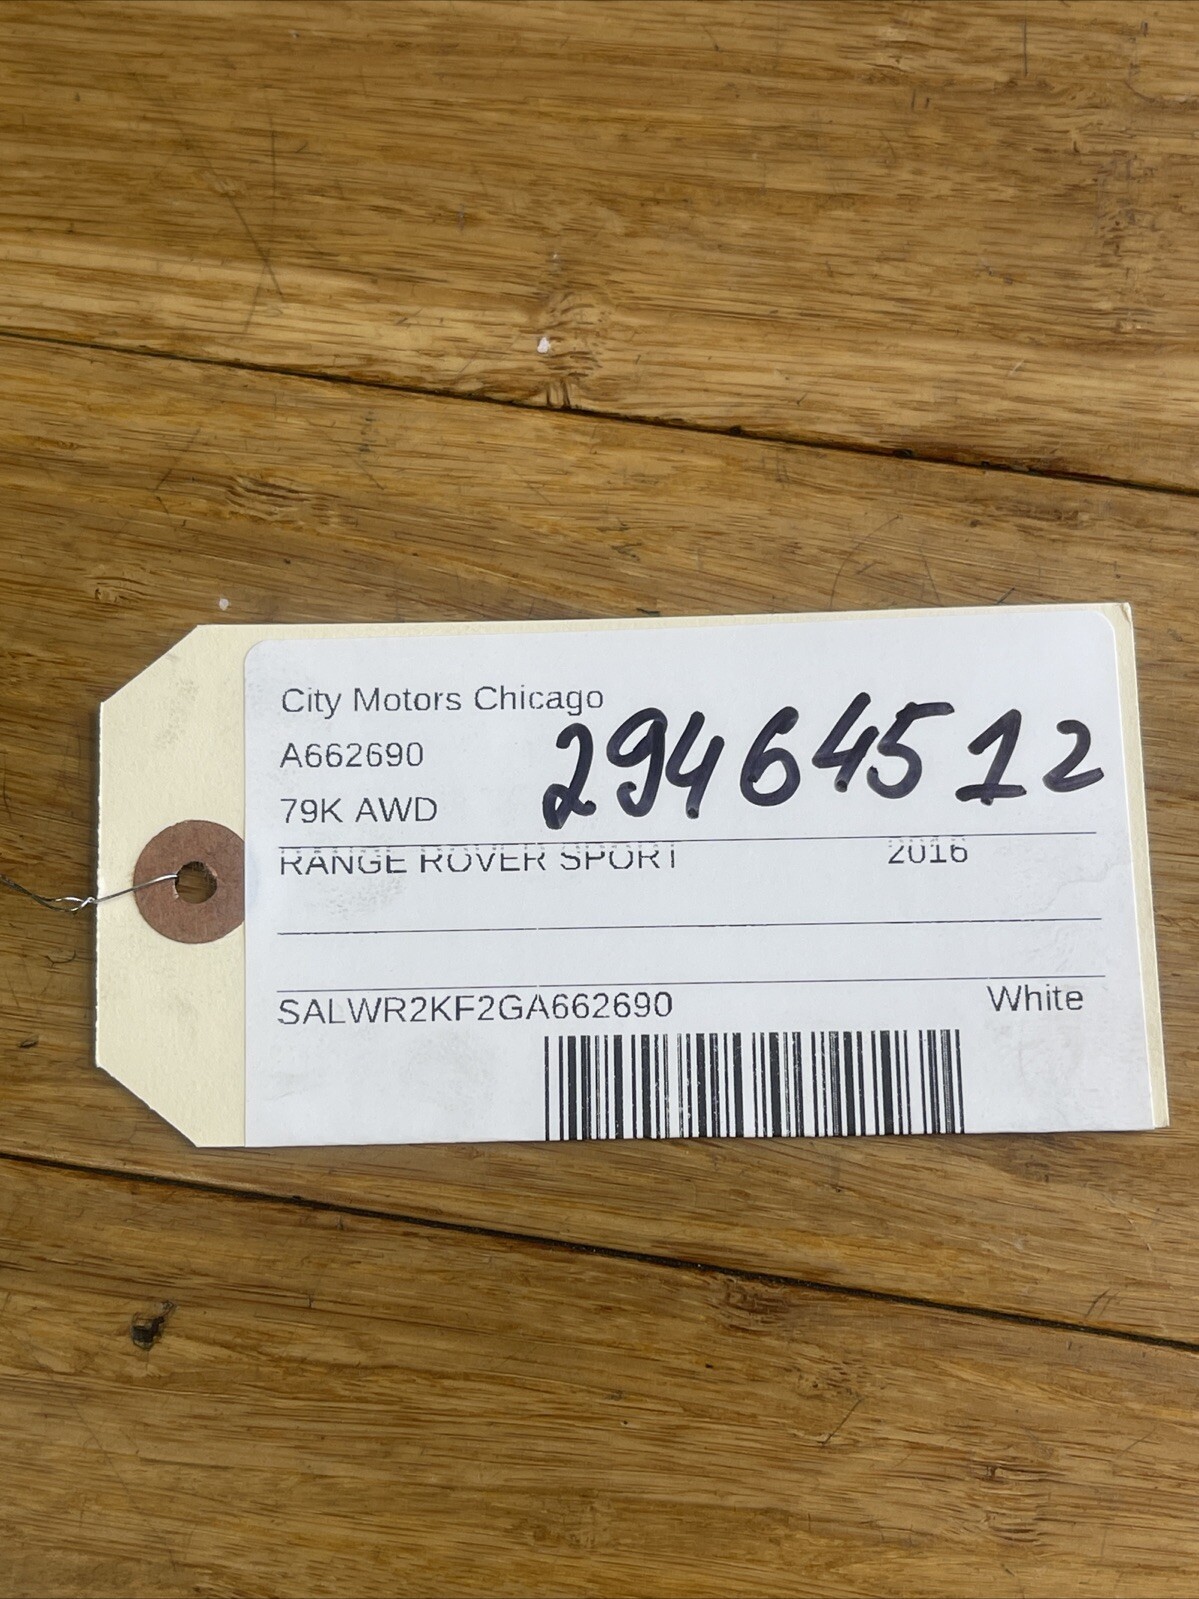 City Motors Chicago
A662690
29464512
79K AWD
RANGE ROVER SPORT 2016
SALWR2KF2GA662690 White